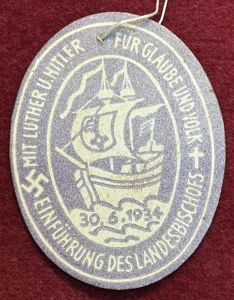 MIT LUTHER U. HITLER FÜR GLAUBE UND VOLK
EINFÜHRUNG DES LANDESBISCHOFS
30.6.1934